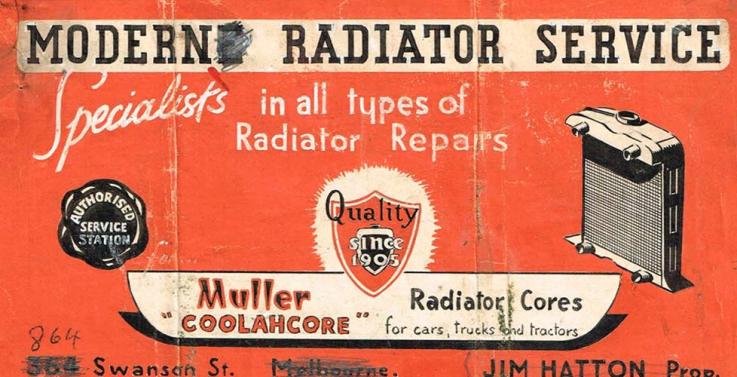 MODERN RADIATOR SERVICE
Specialists in all types of
Radiator Repairs
AUTHORISED
SERVICE
STATION
Quality
since
1905
Muller Radiator Cores
"COOLAHCORE" for cars, trucks and tractors
864
364 Swanson St. Melbourne. JIM HATTON Prop.